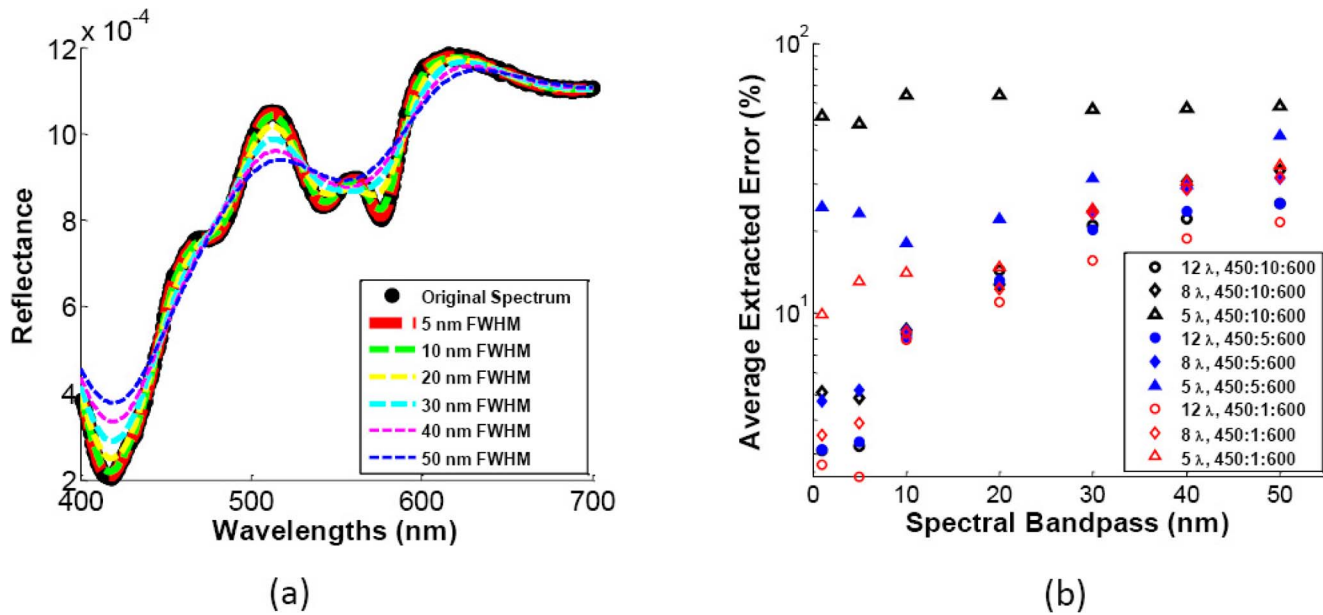 x 10⁻⁴
12
10
8
6
4
2
Reflectance
400
500
600
700
Wavelengths (nm)
Original Spectrum
5 nm FWHM
10 nm FWHM
20 nm FWHM
30 nm FWHM
40 nm FWHM
50 nm FWHM
(a)
10²
10¹
Average Extracted Error (%)
0
10
20
30
40
50
Spectral Bandpass (nm)
12 λ, 450:10:600
8 λ, 450:10:600
5 λ, 450:10:600
12 λ, 450:5:600
8 λ, 450:5:600
5 λ, 450:5:600
12 λ, 450:1:600
8 λ, 450:1:600
5 λ, 450:1:600
(b)